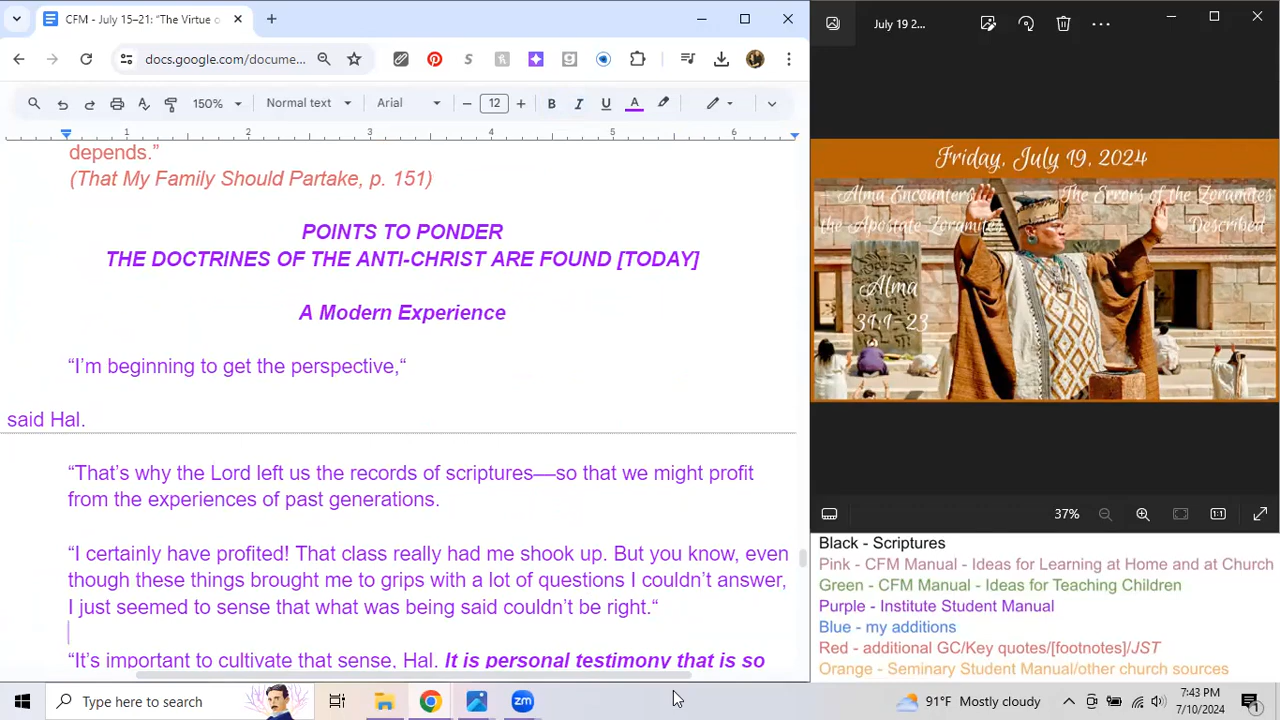 CFM - July 15–21: “The Virtue o
docs.google.com/docume...
150%
Normal text
Arial
12
B
I
U
A
1
2
3
4
5
6
depends.”
(That My Family Should Partake, p. 151)
POINTS TO PONDER
THE DOCTRINES OF THE ANTI-CHRIST ARE FOUND [TODAY]
A Modern Experience
“I’m beginning to get the perspective,“
said Hal.
“That’s why the Lord left us the records of scriptures—so that we might profit
from the experiences of past generations.
“I certainly have profited! That class really had me shook up. But you know, even
though these things brought me to grips with a lot of questions I couldn’t answer,
I just seemed to sense that what was being said couldn’t be right.“
“It’s important to cultivate that sense, Hal. It is personal testimony that is so
July 19 2...
Friday, July 19, 2024
Alma Encounters
the Apostate Zoramites
The Errors of the Zoramites
Described
Alma
31:1-23
37%
1:1
Black - Scriptures
Pink - CFM Manual - Ideas for Learning at Home and at Church
Green - CFM Manual - Ideas for Teaching Children
Purple - Institute Student Manual
Blue - my additions
Red - additional GC/Key quotes/[footnotes]/JST
Orange - Seminary Student Manual/other church sources
Type here to search
zm
91°F Mostly cloudy
7:43 PM
7/10/2024
1